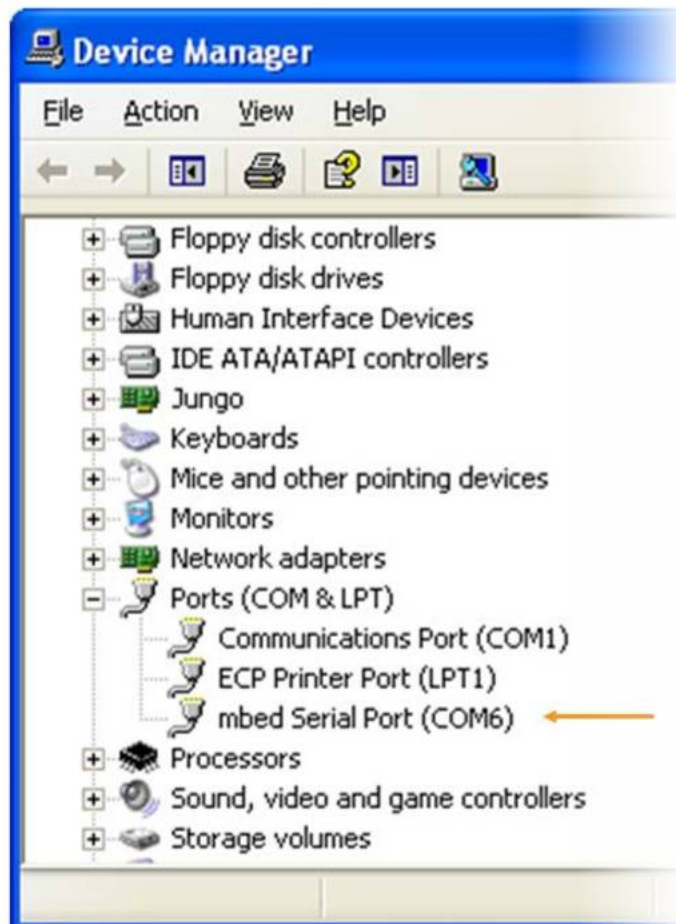 Device Manager
File Action View Help
Floppy disk controllers
Floppy disk drives
Human Interface Devices
IDE ATA/ATAPI controllers
Jungo
Keyboards
Mice and other pointing devices
Monitors
Network adapters
Ports (COM & LPT)
Communications Port (COM1)
ECP Printer Port (LPT1)
mbed Serial Port (COM6)
Processors
Sound, video and game controllers
Storage volumes